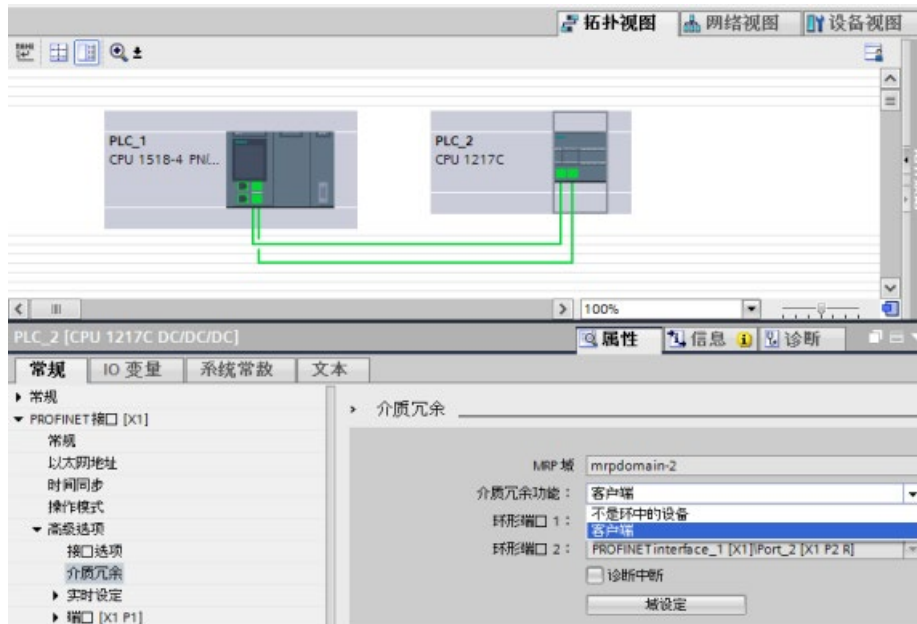 拓扑视图 网络视图 设备视图
PLC_1
CPU 1518-4 PN/...
PLC_2
CPU 1217C
100%
PLC_2 [CPU 1217C DC/DC/DC]
属性 信息 诊断
常规 IO 变量 系统常数 文本
常规
PROFINET接口 [X1]
常规
以太网地址
时间同步
操作模式
高级选项
接口选项
介质冗余
实时设定
端口 [X1 P1]
介质冗余
MRP 域 mrpdomain-2
介质冗余功能： 客户端
不是环中的设备
环形端口 1：
客户端
环形端口 2： PROFINET interface_1 [X1]\Port_2 [X1 P2 R]
诊断中断
域设定